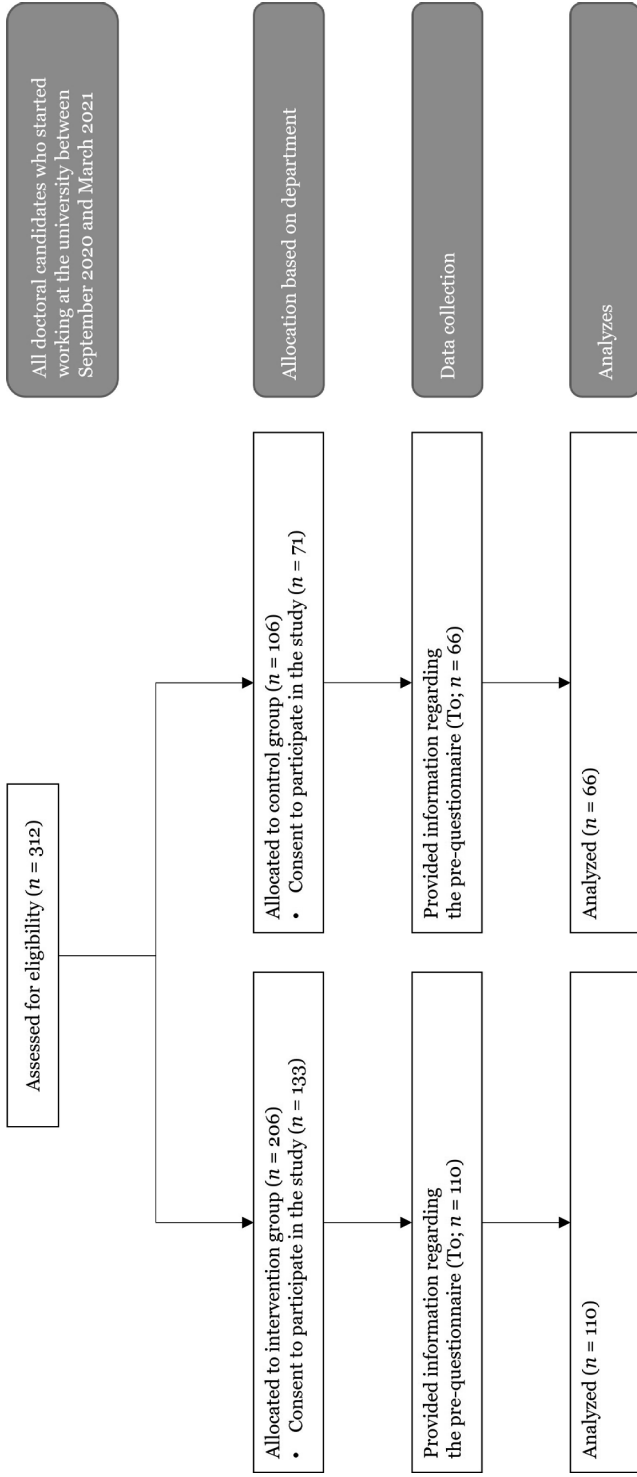 Assessed for eligibility (n = 312)
All doctoral candidates who started
working at the university between
September 2020 and March 2021
Allocated to intervention group (n = 206)
• Consent to participate in the study (n = 133)
Allocated to control group (n = 106)
• Consent to participate in the study (n = 71)
Allocation based on department
Provided information regarding
the pre-questionnaire (T0; n = 110)
Provided information regarding
the pre-questionnaire (T0; n = 66)
Data collection
Analyzed (n = 110)
Analyzed (n = 66)
Analyzes